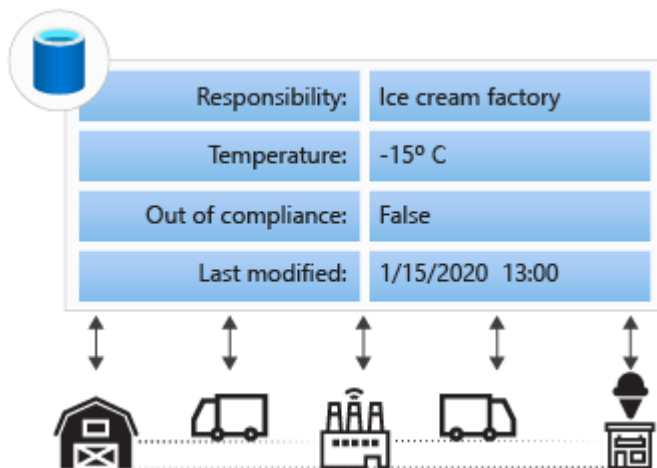 Responsibility: Ice cream factory
Temperature: -15º C
Out of compliance: False
Last modified: 1/15/2020 13:00